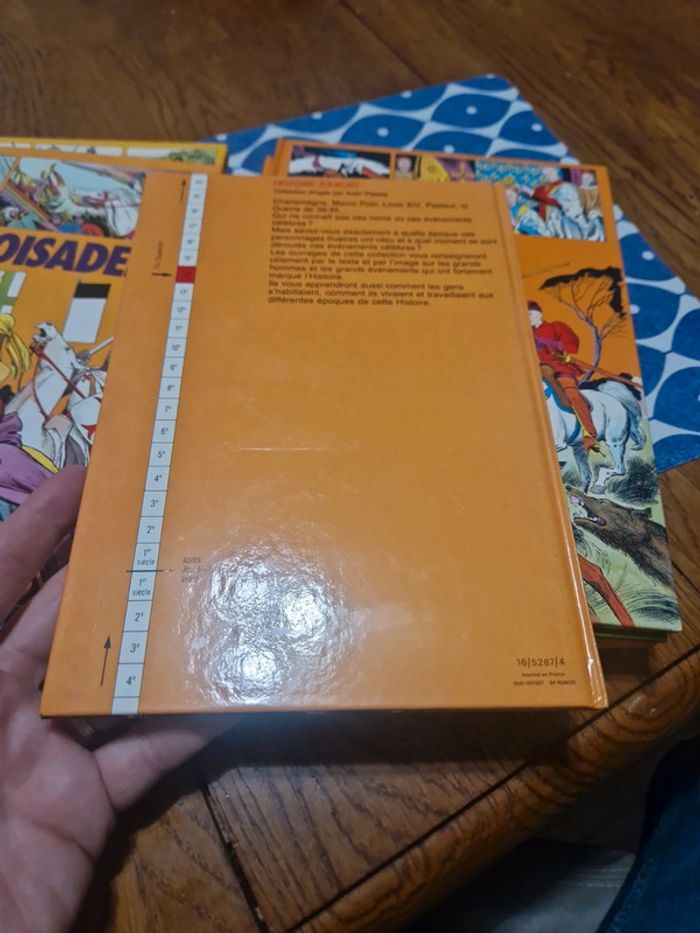 OISADE
HISTOIRE JUNIORS
Collection dirigée par Alain Plessis
Charlemagne, Marco Polo, Louis XIV, Pasteur, la
Guerre de 39-45.
Qui ne connaît pas ces noms ou ces événements
célèbres ?
Mais savez-vous exactement à quelle époque ces
personnages illustres ont vécu et à quel moment se sont
déroulés ces événements célèbres ?
Les ouvrages de cette collection vous renseigneront
utilement par le texte et par l'image sur les grands
hommes et les grands événements qui ont fortement
marqué l'Histoire.
Ils vous apprendront aussi comment les gens
s'habillaient, comment ils vivaient et travaillaient aux
différentes époques de cette Histoire.
13e
12e
11e
10e
9e
8e
7e
6e
5e
4e
3e
2e
1er
siècle
après
1er
siècle
2e
3e
4e
16/5287/4
Imprimé en France